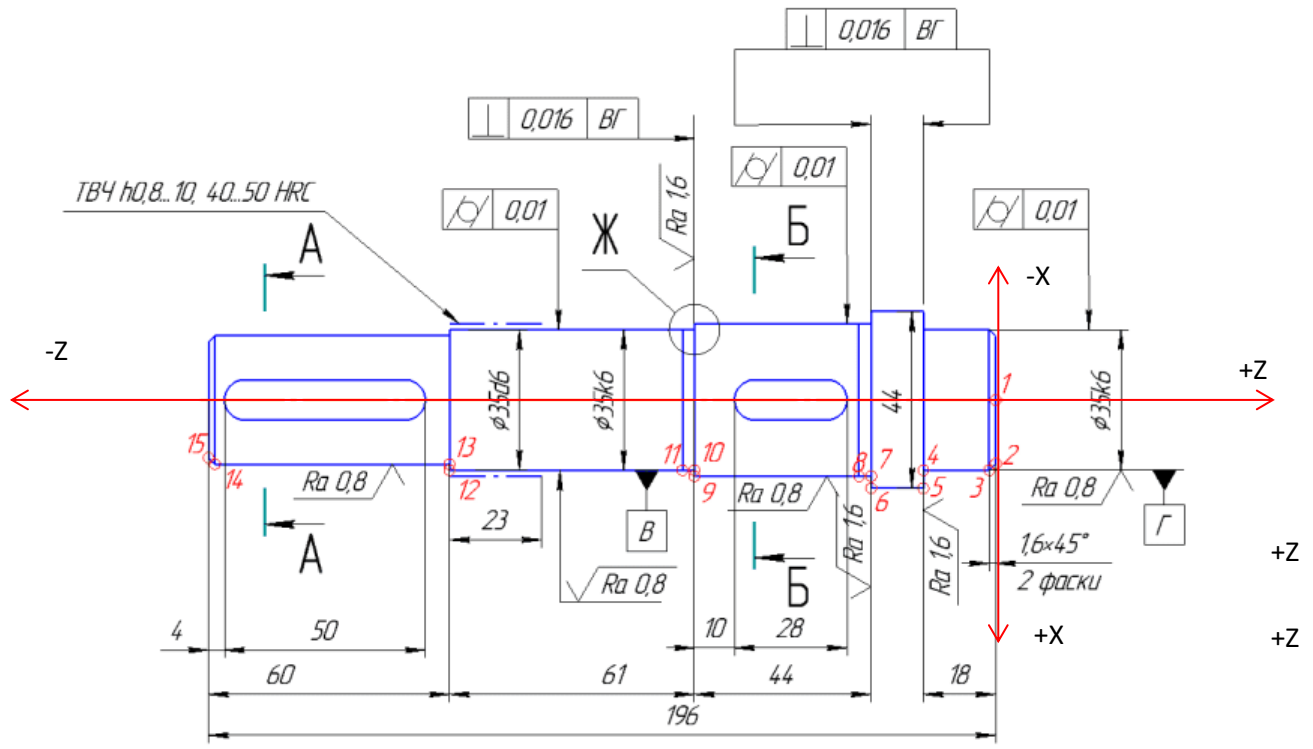 ⊥ 0,016 ВГ
⊥ 0,016 ВГ
0,01
ТВЧ h0,8...10, 40...50 HRC
0,01
0,01
Ra 1,6
А
Ж
Б
-X
-Z
+Z
ø35d6
ø35k6
44
ø35k6
1
2
3
4
5
6
7
8
9
10
11
12
13
14
15
Ra 0,8
Ra 0,8
Ra 0,8
23
В
Г
Ra 1,6
Ra 1,6
1,6×45°
2 фаски
+Z
А
Ra 0,8
Б
+X
+Z
4
50
10
28
60
61
44
18
196